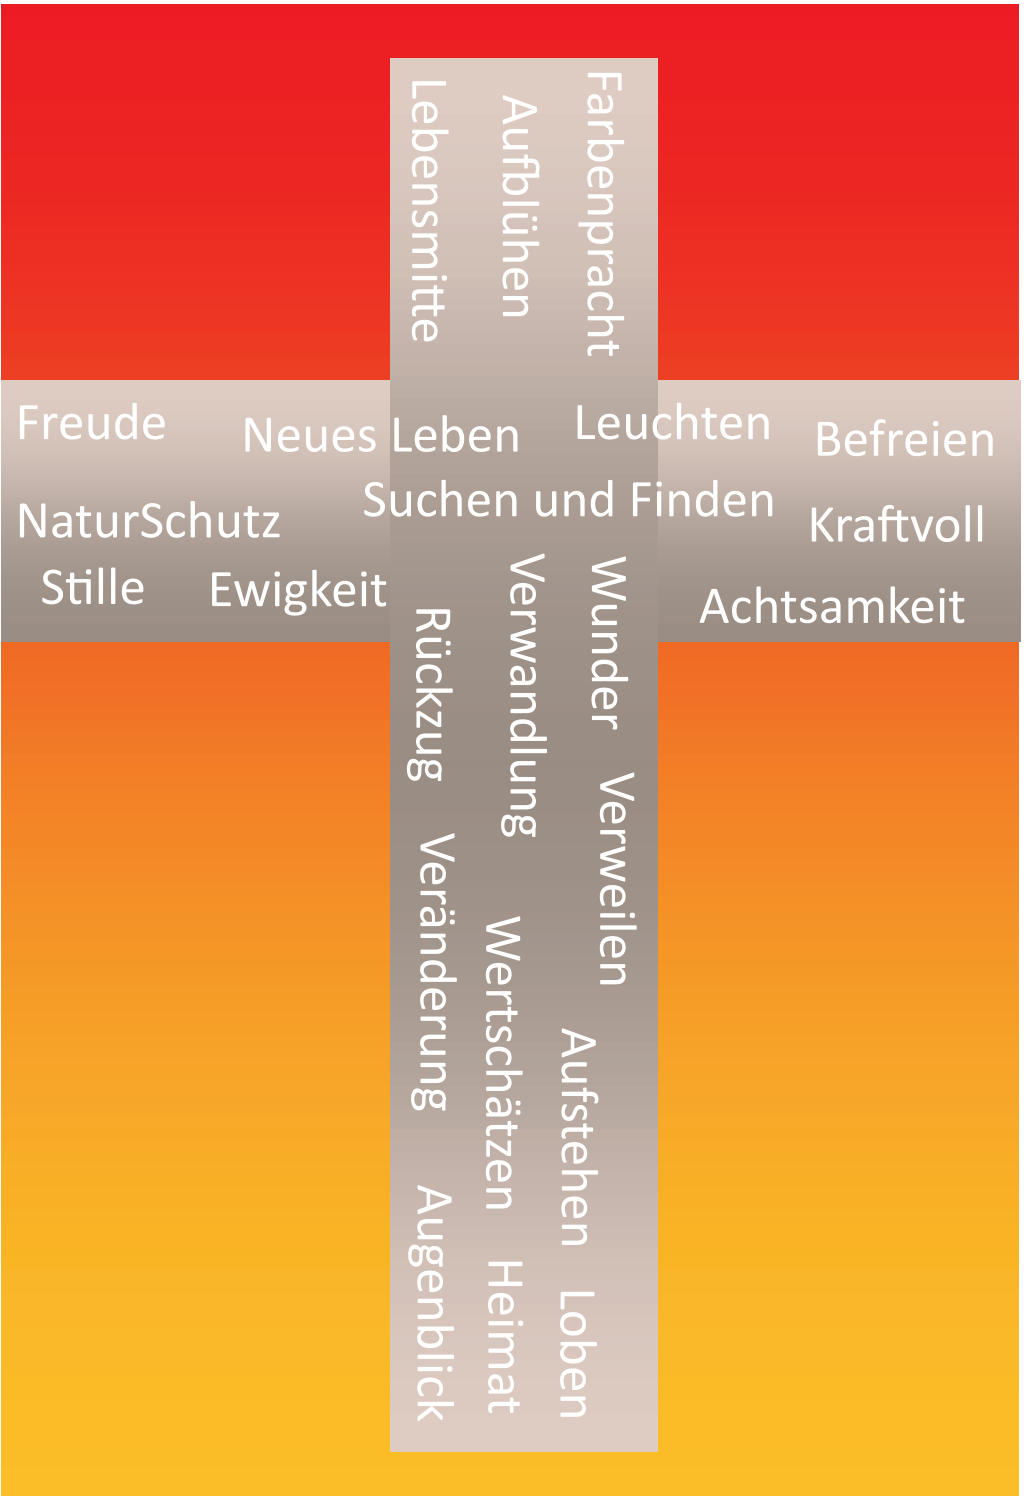 Lebensmitte
Aufblühen
Farbenpracht
Freude
Neues Leben
Leuchten
Befreien
Suchen und Finden
NaturSchutz
Kraftvoll
Stille
Ewigkeit
Achtsamkeit
Rückzug
Verwandlung
Wunder
Verweilen
Veränderung
Wertschätzen
Aufstehen
Augenblick
Heimat
Loben